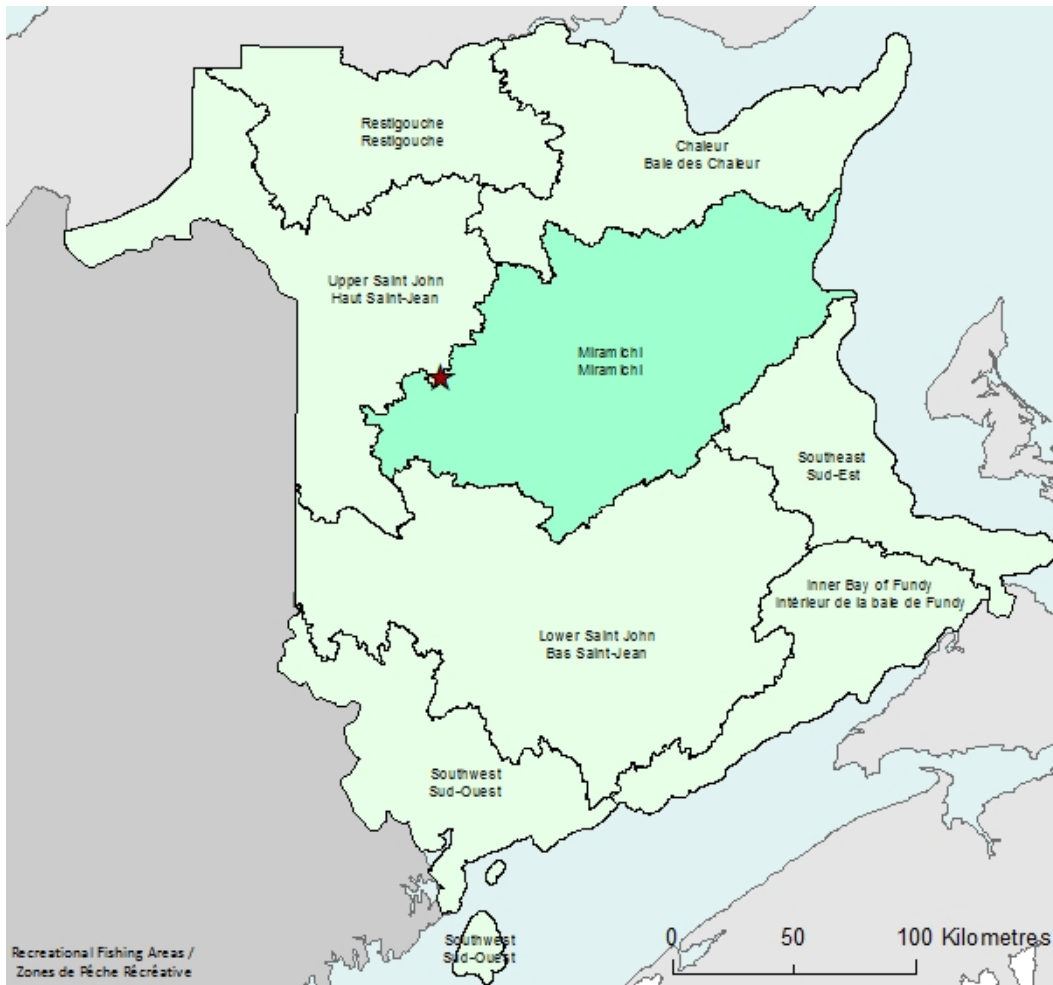 Restigouche
Restigouche
Chaleur
Baie des Chaleur
Upper Saint John
Haut Saint-Jean
Miramichi
Miramichi
Southeast
Sud-Est
Inner Bay of Fundy
Intérieur de la baie de Fundy
Lower Saint John
Bas Saint-Jean
Southwest
Sud-Ouest
Southwest
Sud-Ouest
Recreational Fishing Areas /
Zones de Pêche Récréative
0 50 100 Kilometres